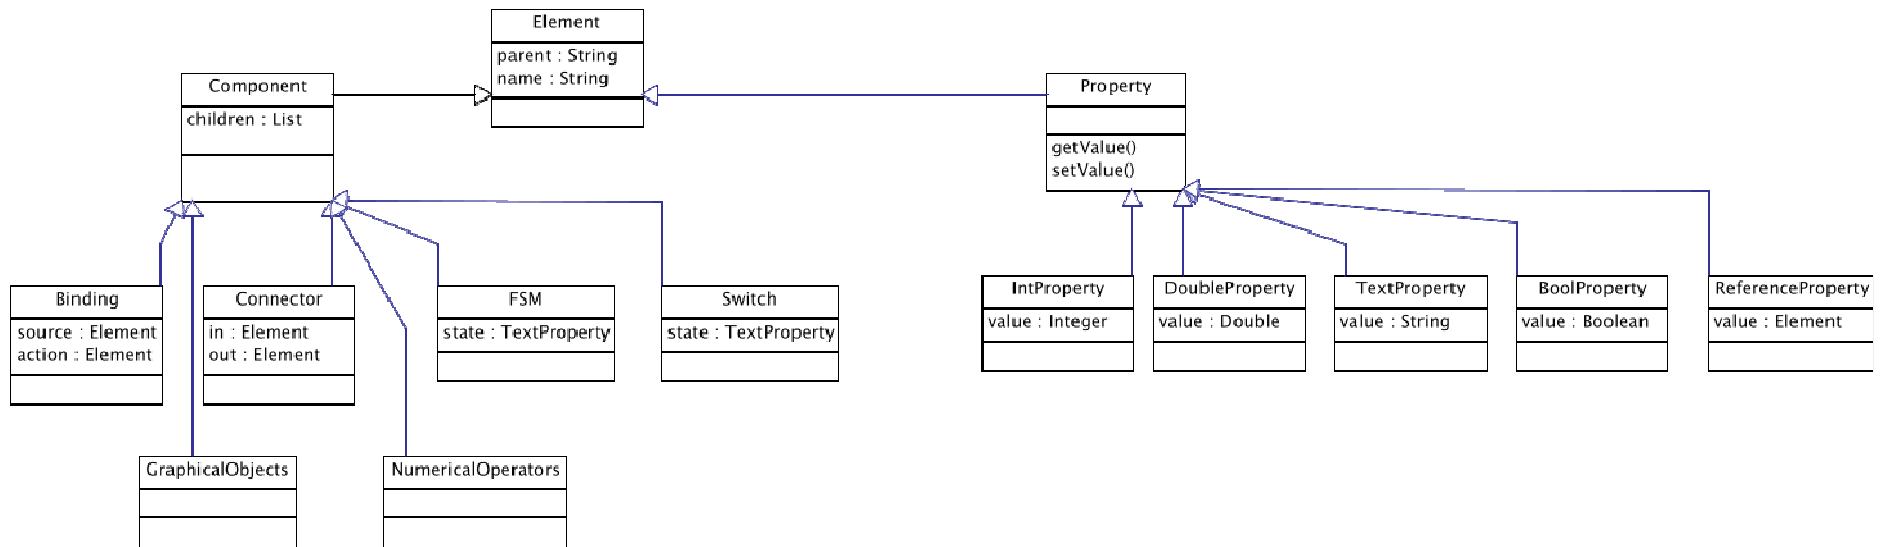 Element
parent : String
name : String
Component
children : List
Property
getValue()
setValue()
Binding
source : Element
action : Element
Connector
in : Element
out : Element
FSM
state : TextProperty
Switch
state : TextProperty
IntProperty
value : Integer
DoubleProperty
value : Double
TextProperty
value : String
BoolProperty
value : Boolean
ReferenceProperty
value : Element
GraphicalObjects
NumericalOperators